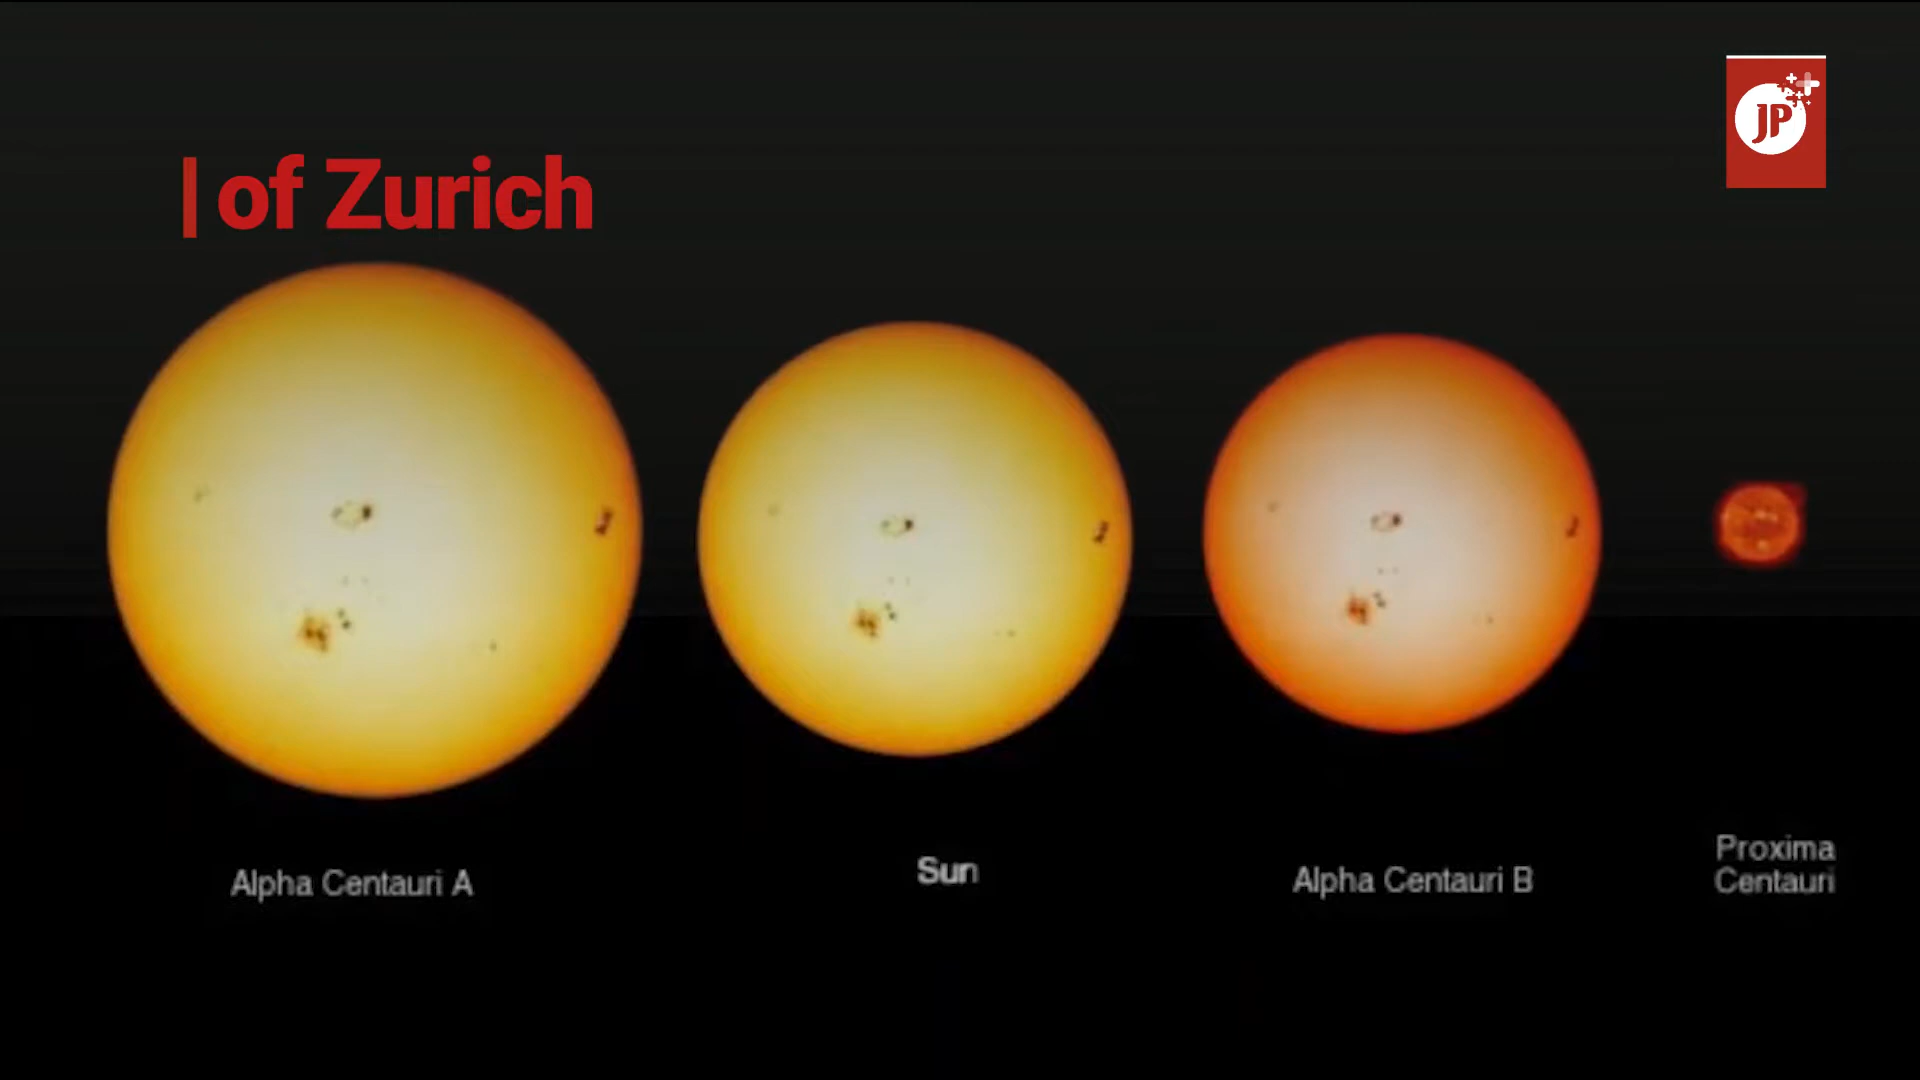 JP
of Zurich
Alpha Centauri A
Sun
Alpha Centauri B
Proxima
Centauri